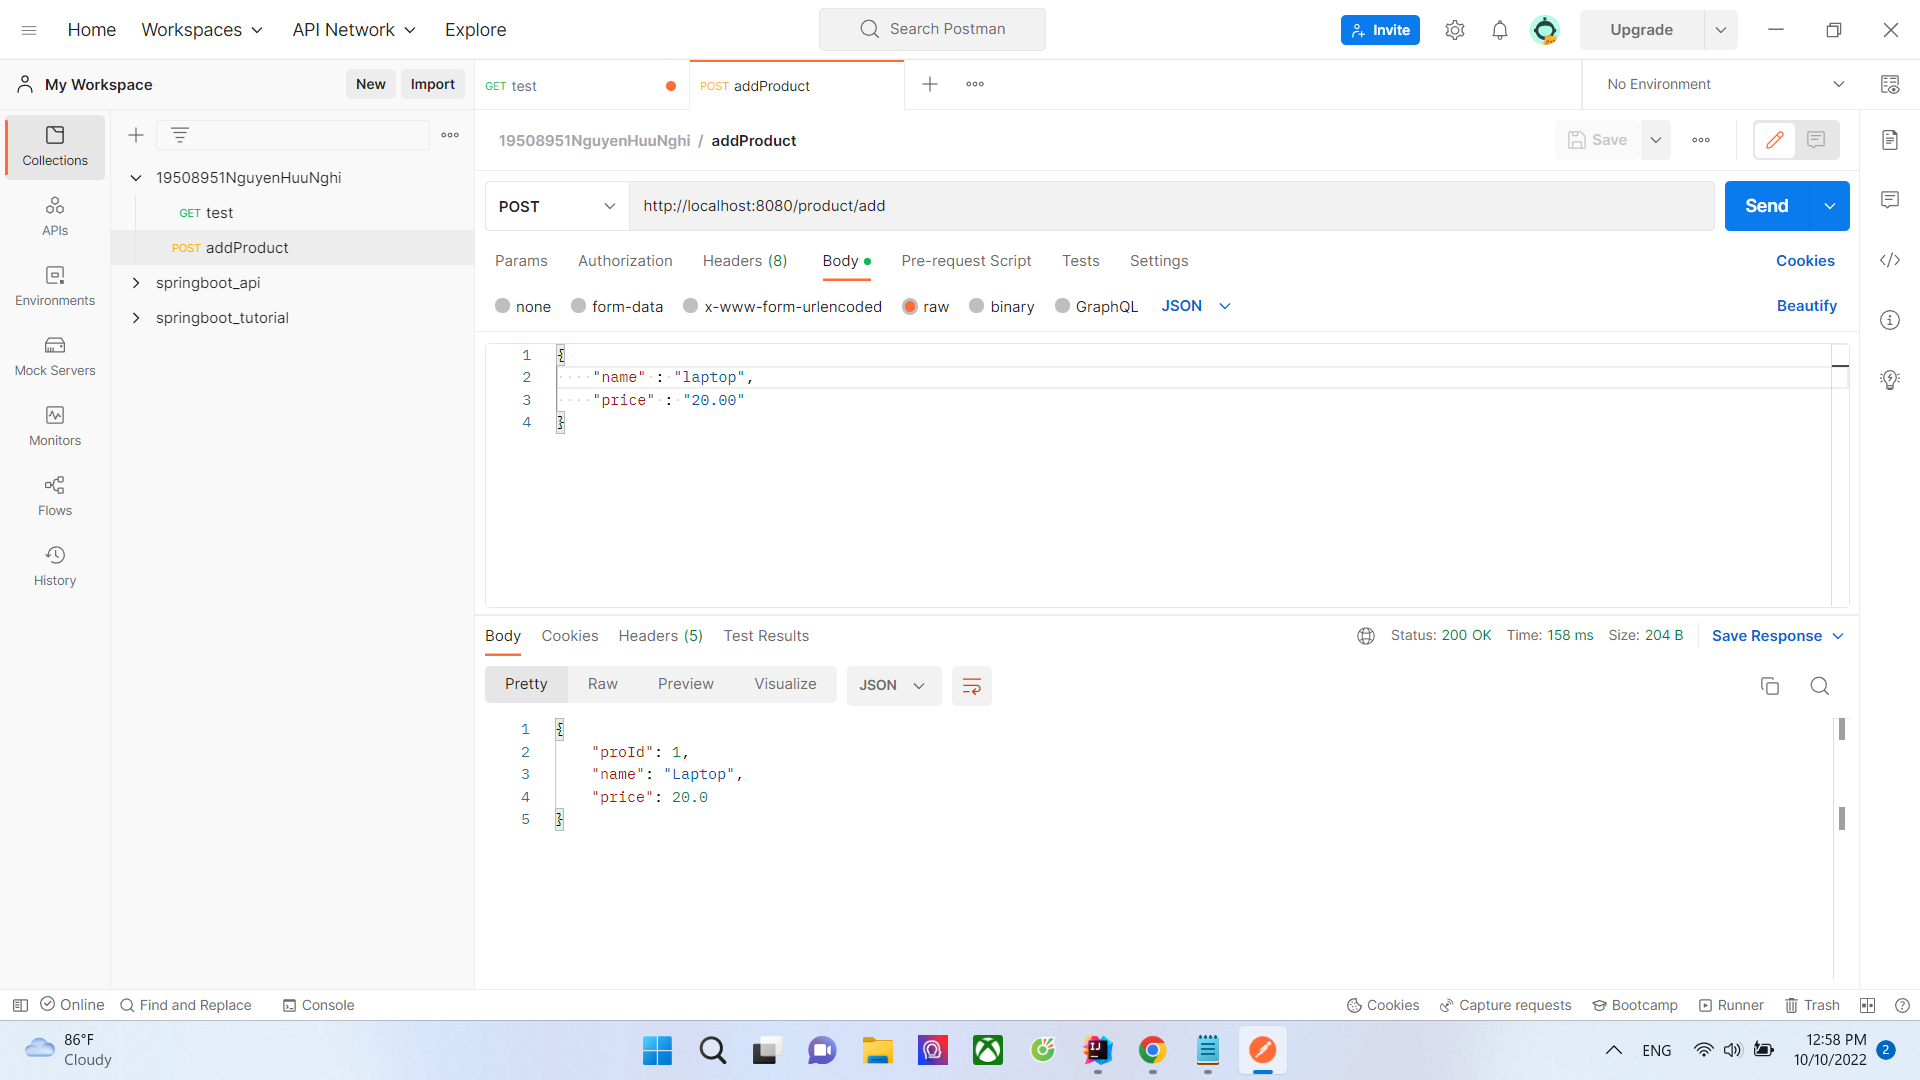 Home
Workspaces
API Network
Explore
Search Postman
Invite
Upgrade
My Workspace
New
Import
GET test
POST addProduct
No Environment
Collections
APIs
Environments
Mock Servers
Monitors
Flows
History
19508951NguyenHuuNghi
GET test
POST addProduct
springboot_api
springboot_tutorial
19508951NguyenHuuNghi / addProduct
Save
POST
http://localhost:8080/product/add
Send
Params
Authorization
Headers (8)
Body
Pre-request Script
Tests
Settings
Cookies
none
form-data
x-www-form-urlencoded
raw
binary
GraphQL
JSON
Beautify
1 {
2 "name" : "laptop",
3 "price" : "20.00"
4 }
Body
Cookies
Headers (5)
Test Results
Status: 200 OK
Time: 158 ms
Size: 204 B
Save Response
Pretty
Raw
Preview
Visualize
JSON
1 {
2 "proId": 1,
3 "name": "Laptop",
4 "price": 20.0
5 }
Online
Find and Replace
Console
Cookies
Capture requests
Bootcamp
Runner
Trash
86°F
Cloudy
IJ
ENG
12:58 PM
10/10/2022
2